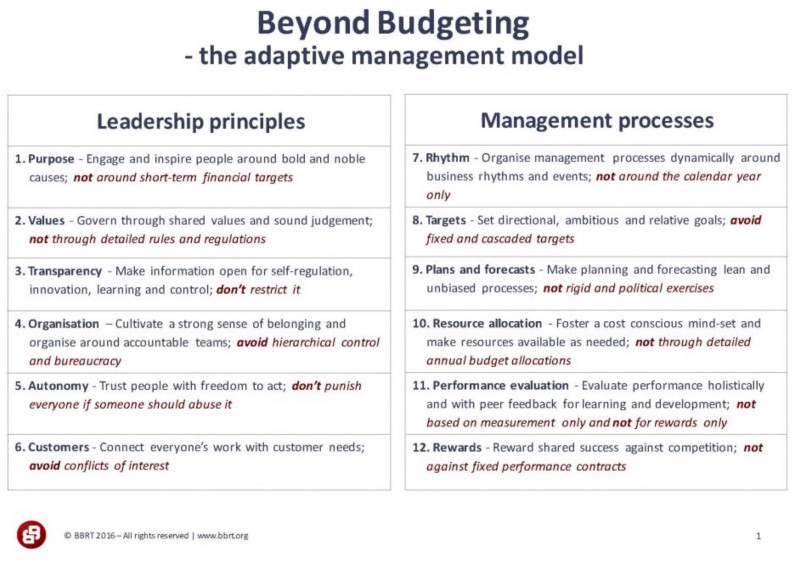 Beyond Budgeting
- the adaptive management model
Leadership principles
1. Purpose - Engage and inspire people around bold and noble
causes; not around short-term financial targets
2. Values - Govern through shared values and sound judgement;
not through detailed rules and regulations
3. Transparency - Make information open for self-regulation,
innovation, learning and control; don't restrict it
4. Organisation – Cultivate a strong sense of belonging and
organise around accountable teams; avoid hierarchical control
and bureaucracy
5. Autonomy - Trust people with freedom to act; don't punish
everyone if someone should abuse it
6. Customers - Connect everyone's work with customer needs;
avoid conflicts of interest
Management processes
7. Rhythm - Organise management processes dynamically around
business rhythms and events; not around the calendar year
only
8. Targets - Set directional, ambitious and relative goals; avoid
fixed and cascaded targets
9. Plans and forecasts - Make planning and forecasting lean and
unbiased processes; not rigid and political exercises
10. Resource allocation - Foster a cost conscious mind-set and
make resources available as needed; not through detailed
annual budget allocations
11. Performance evaluation - Evaluate performance holistically
and with peer feedback for learning and development; not
based on measurement only and not for rewards only
12. Rewards - Reward shared success against competition; not
against fixed performance contracts
© BBRT 2016 – All rights reserved | www.bbrt.org
1